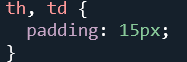 th, td {
  padding: 15px;
}